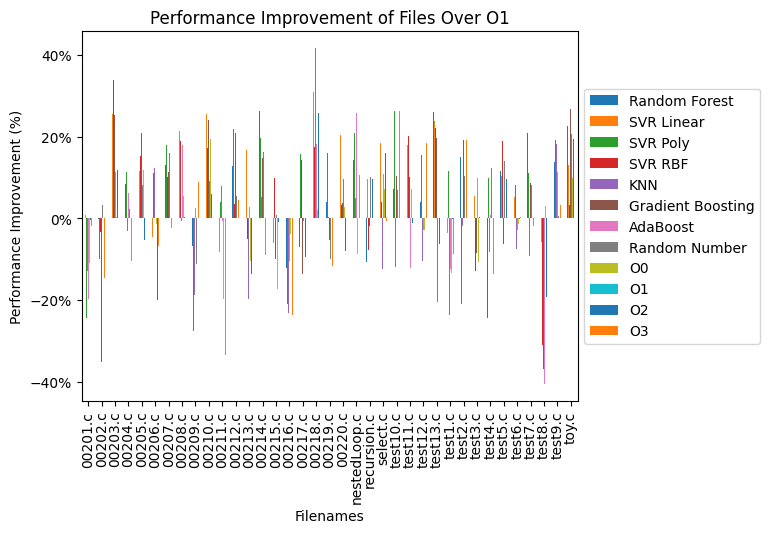 Performance Improvement of Files Over O1
Performance Improvement (%)
40%
20%
0%
−20%
−40%
00201.c
00202.c
00203.c
00204.c
00205.c
00206.c
00207.c
00208.c
00209.c
00210.c
00211.c
00212.c
00213.c
00214.c
00215.c
00216.c
00217.c
00218.c
00219.c
00220.c
nestedLoop.c
recursion.c
select.c
test10.c
test11.c
test12.c
test13.c
test1.c
test2.c
test3.c
test4.c
test5.c
test6.c
test7.c
test8.c
test9.c
toy.c
Filenames
Random Forest
SVR Linear
SVR Poly
SVR RBF
KNN
Gradient Boosting
AdaBoost
Random Number
O0
O1
O2
O3